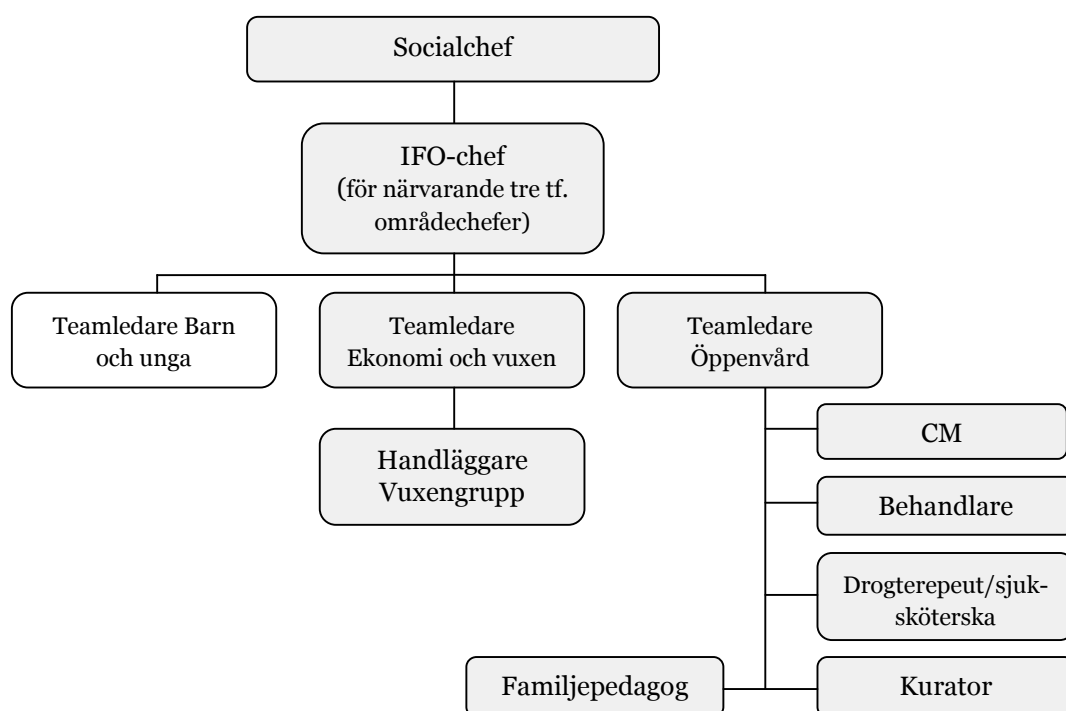 Socialchef
IFO-chef
(för närvarande tre tf.
områdechefer)
Teamledare Barn
och unga
Teamledare
Ekonomi och vuxen
Teamledare
Öppenvård
Handläggare
Vuxengrupp
CM
Behandlare
Drogterepeut/sjuk-
sköterska
Familjepedagog
Kurator